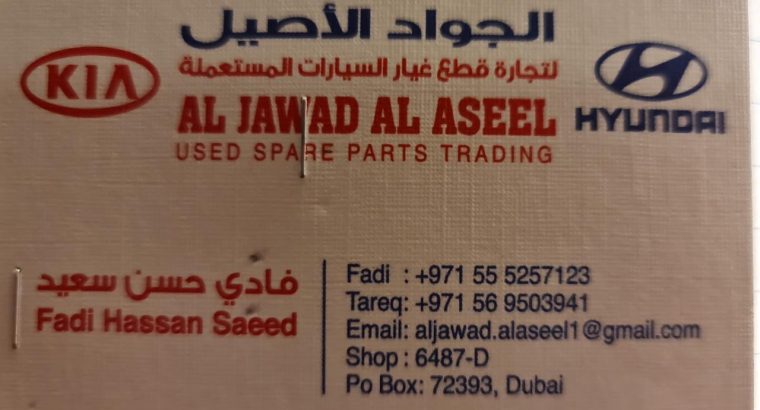 الجواد الأصيل
لتجارة قطع غيار السيارات المستعملة
KIA
AL JAWAD AL ASEEL
HYUNDAI
USED SPARE PARTS TRADING
فادي حسن سعيد
Fadi Hassan Saeed
Fadi : +971 55 5257123
Tareq: +971 56 9503941
Email: aljawad.alaseel1@gmail.com
Shop : 6487-D
Po Box: 72393, Dubai